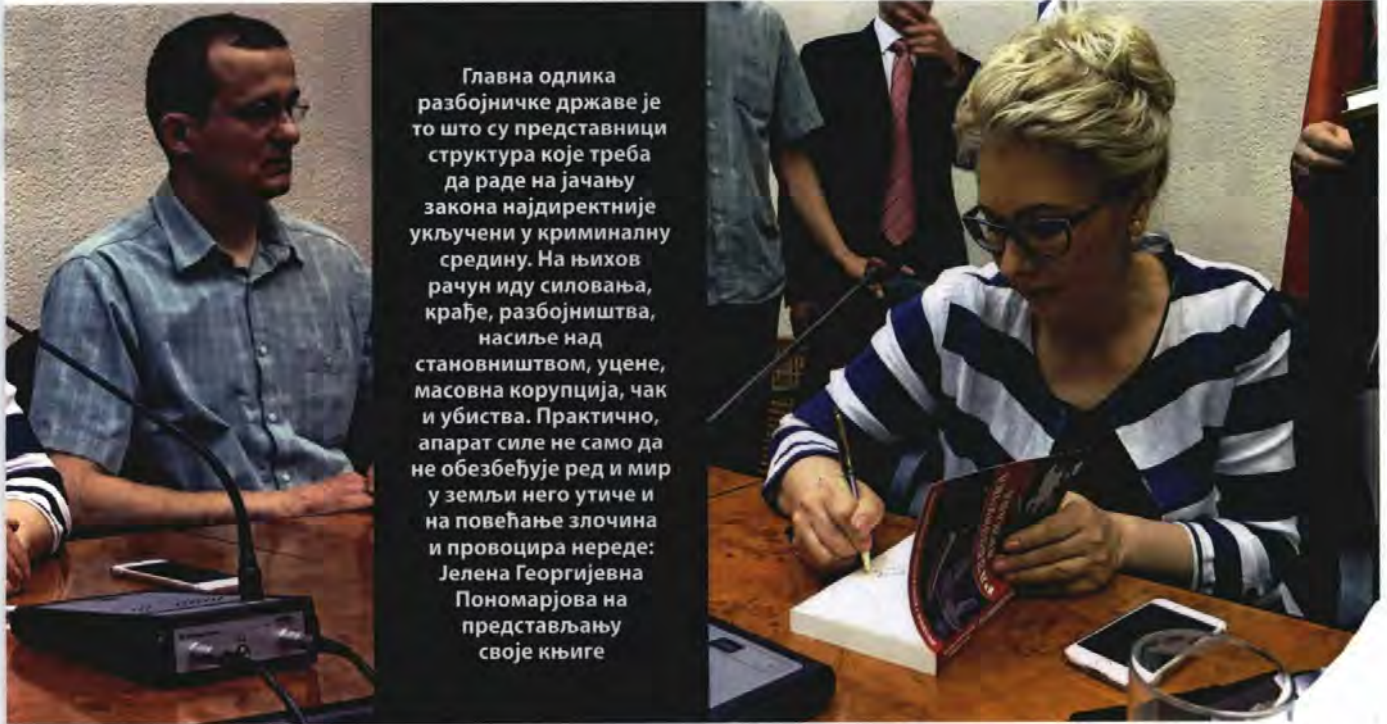 Главна одлика
разбојничке државе је
то што су представници
структура које треба
да раде на јачању
закона најдиректније
укључени у криминалну
средину. На њихов
рачун иду силовања,
крађе, разбојништва,
насиље над
становништвом, уцене,
масовна корупција, чак
и убиства. Практично,
апарат силе не само да
не обезбеђује ред и мир
у земљи него утиче и
на повећање злочина
и провоцира нереде:
Јелена Георгијевна
Пономарјова на
представљању
своје књиге